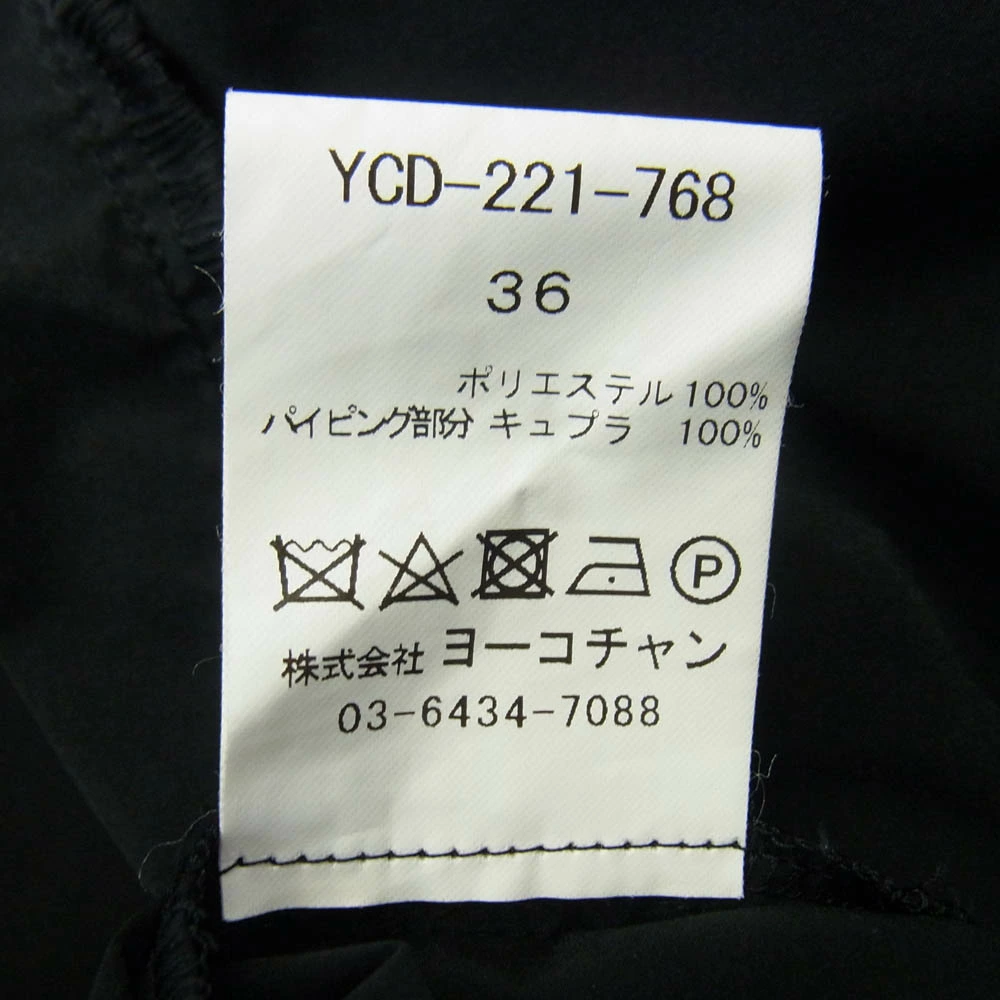 YCD-221-768
36
ポリエステル 100%
パイピング部分 キュプラ 100%
P
株式会社 ヨーコチャン
03-6434-7088